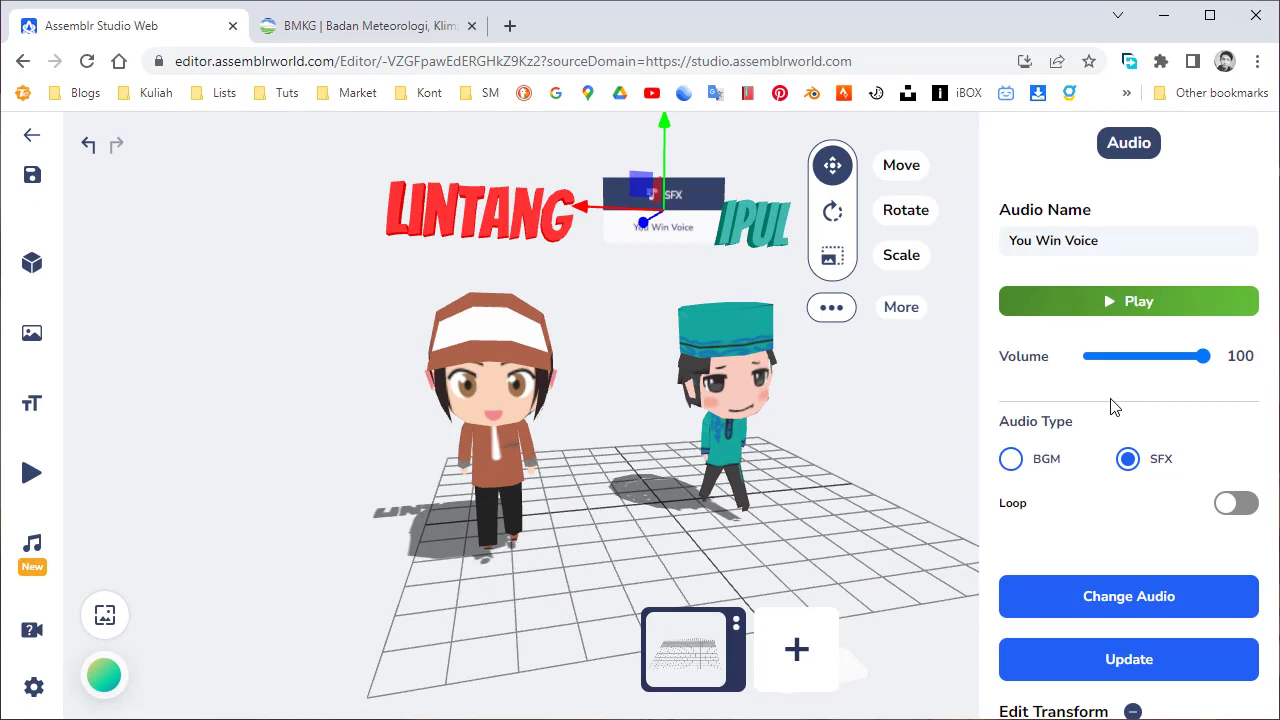 Assemblr Studio Web
BMKG | Badan Meteorologi, Klim
editor.assemblrworld.com/Editor/-VZGFpawEdERGHkZ9Kz2?sourceDomain=https://studio.assemblrworld.com
Blogs
Kuliah
Lists
Tuts
Market
Kont
SM
iBOX
»
Other bookmarks
Audio
Move
Rotate
Scale
More
LINTANG
SFX
You Win Voice
IPUL
Audio Name
You Win Voice
Play
Volume
100
Audio Type
BGM
SFX
Loop
New
Change Audio
Update
Edit Transform